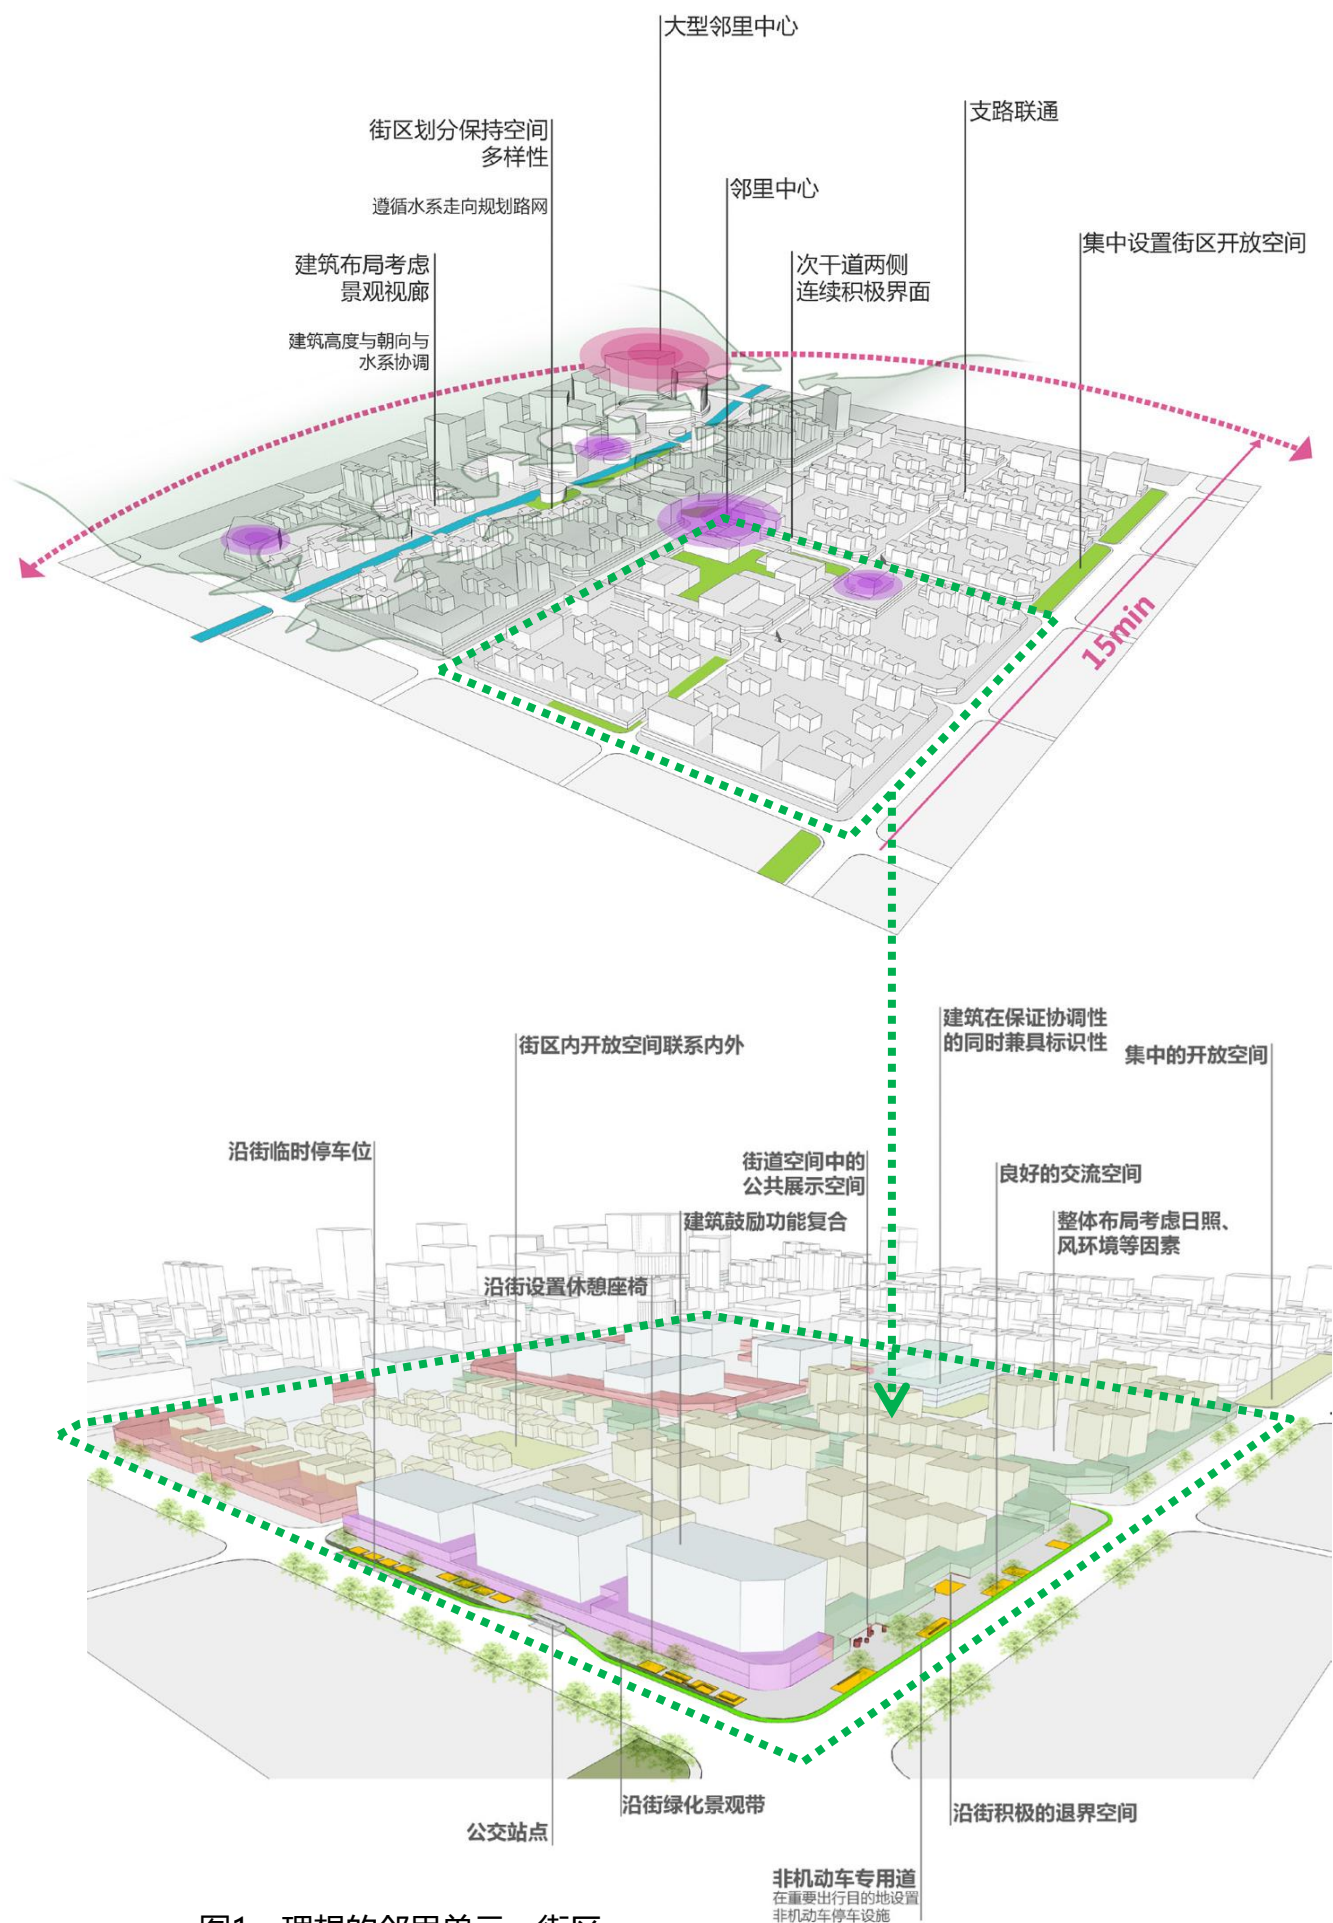 大型邻里中心
支路联通
街区划分保持空间
多样性
遵循水系走向规划路网
邻里中心
集中设置街区开放空间
建筑布局考虑
景观视廊
建筑高度与朝向与
水系协调
次干道两侧
连续积极界面
15min
建筑在保证协调性
的同时兼具标识性
街区内开放空间联系内外
集中的开放空间
沿街临时停车位
街道空间中的
公共展示空间
良好的交流空间
建筑鼓励功能复合
整体布局考虑日照、
风环境等因素
沿街设置休憩座椅
沿街绿化景观带
沿街积极的退界空间
公交站点
非机动车专用道
在重要出行目的地设置
非机动车停车设施
图1 理想的邻里单元、街区